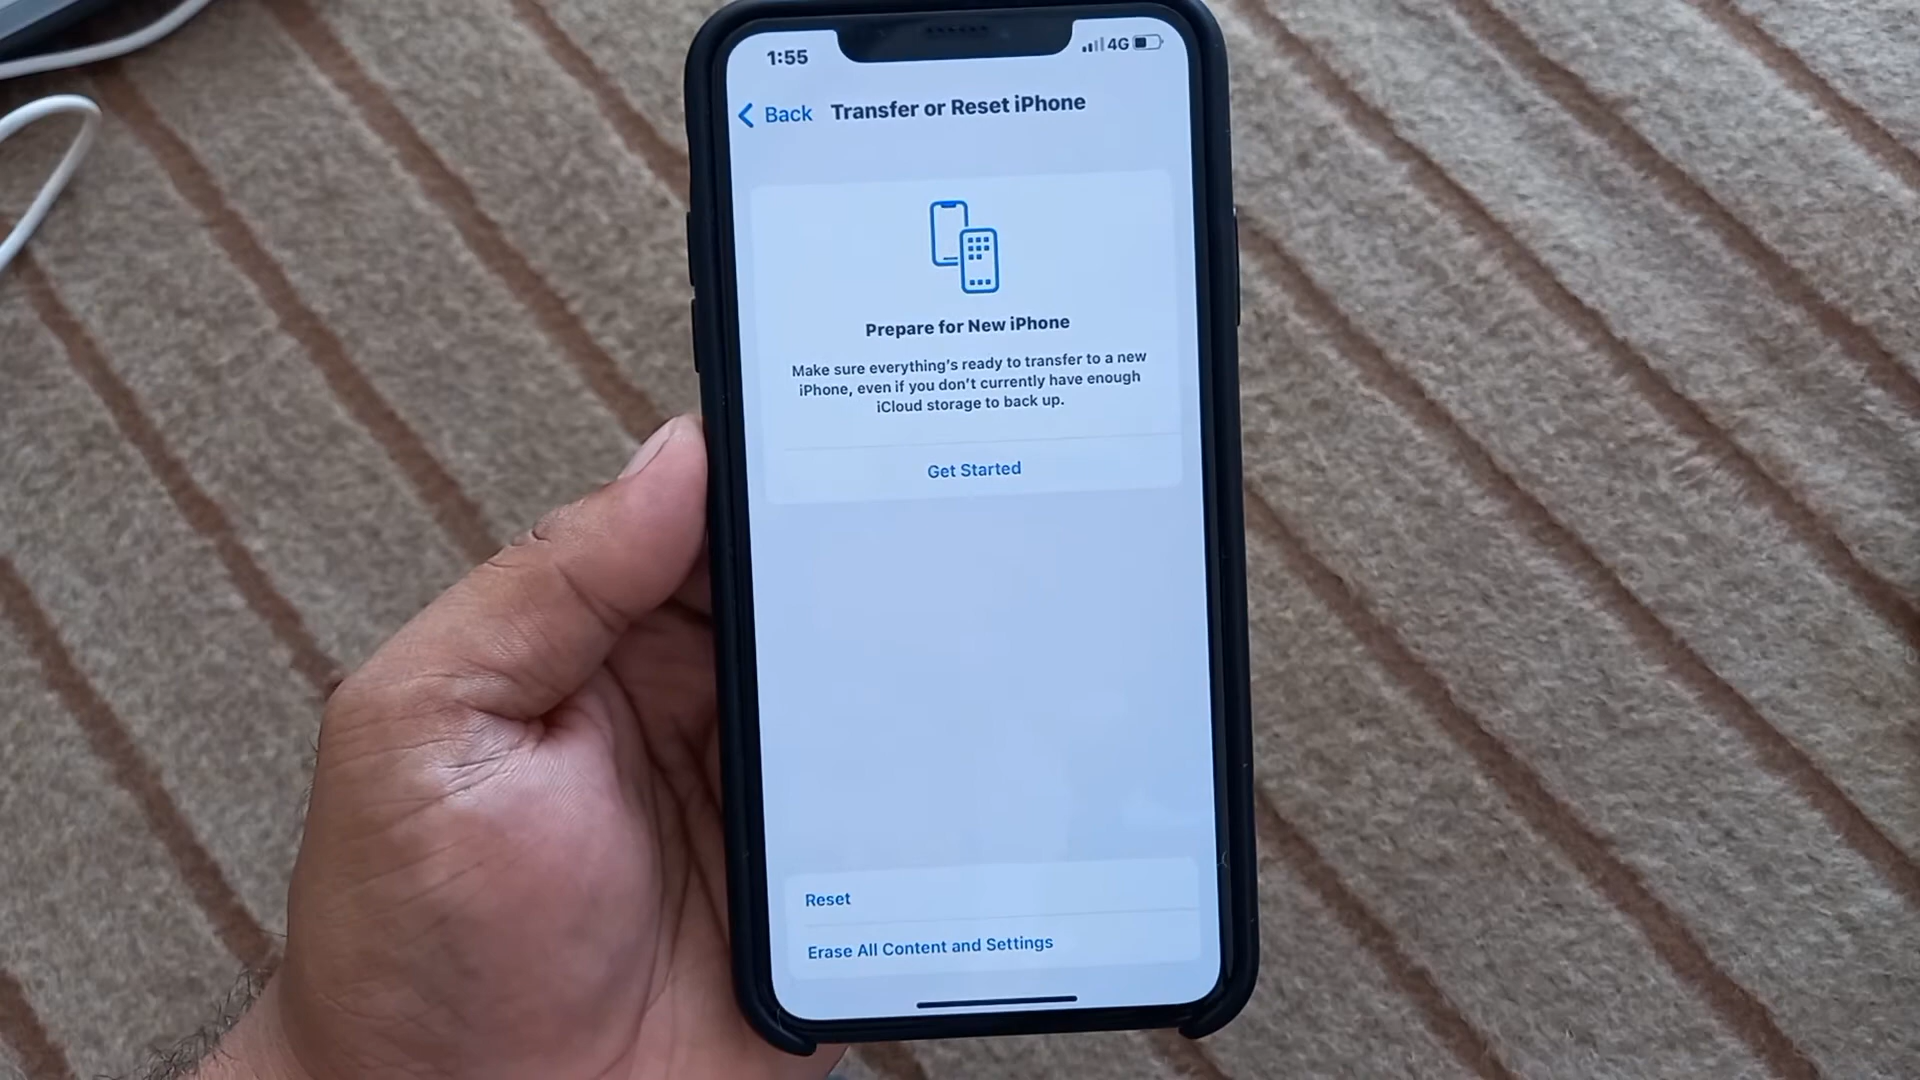 1:55
4G
Back
Transfer or Reset iPhone
Prepare for New iPhone
Make sure everything's ready to transfer to a new
iPhone, even if you don't currently have enough
iCloud storage to back up.
Get Started
Reset
Erase All Content and Settings